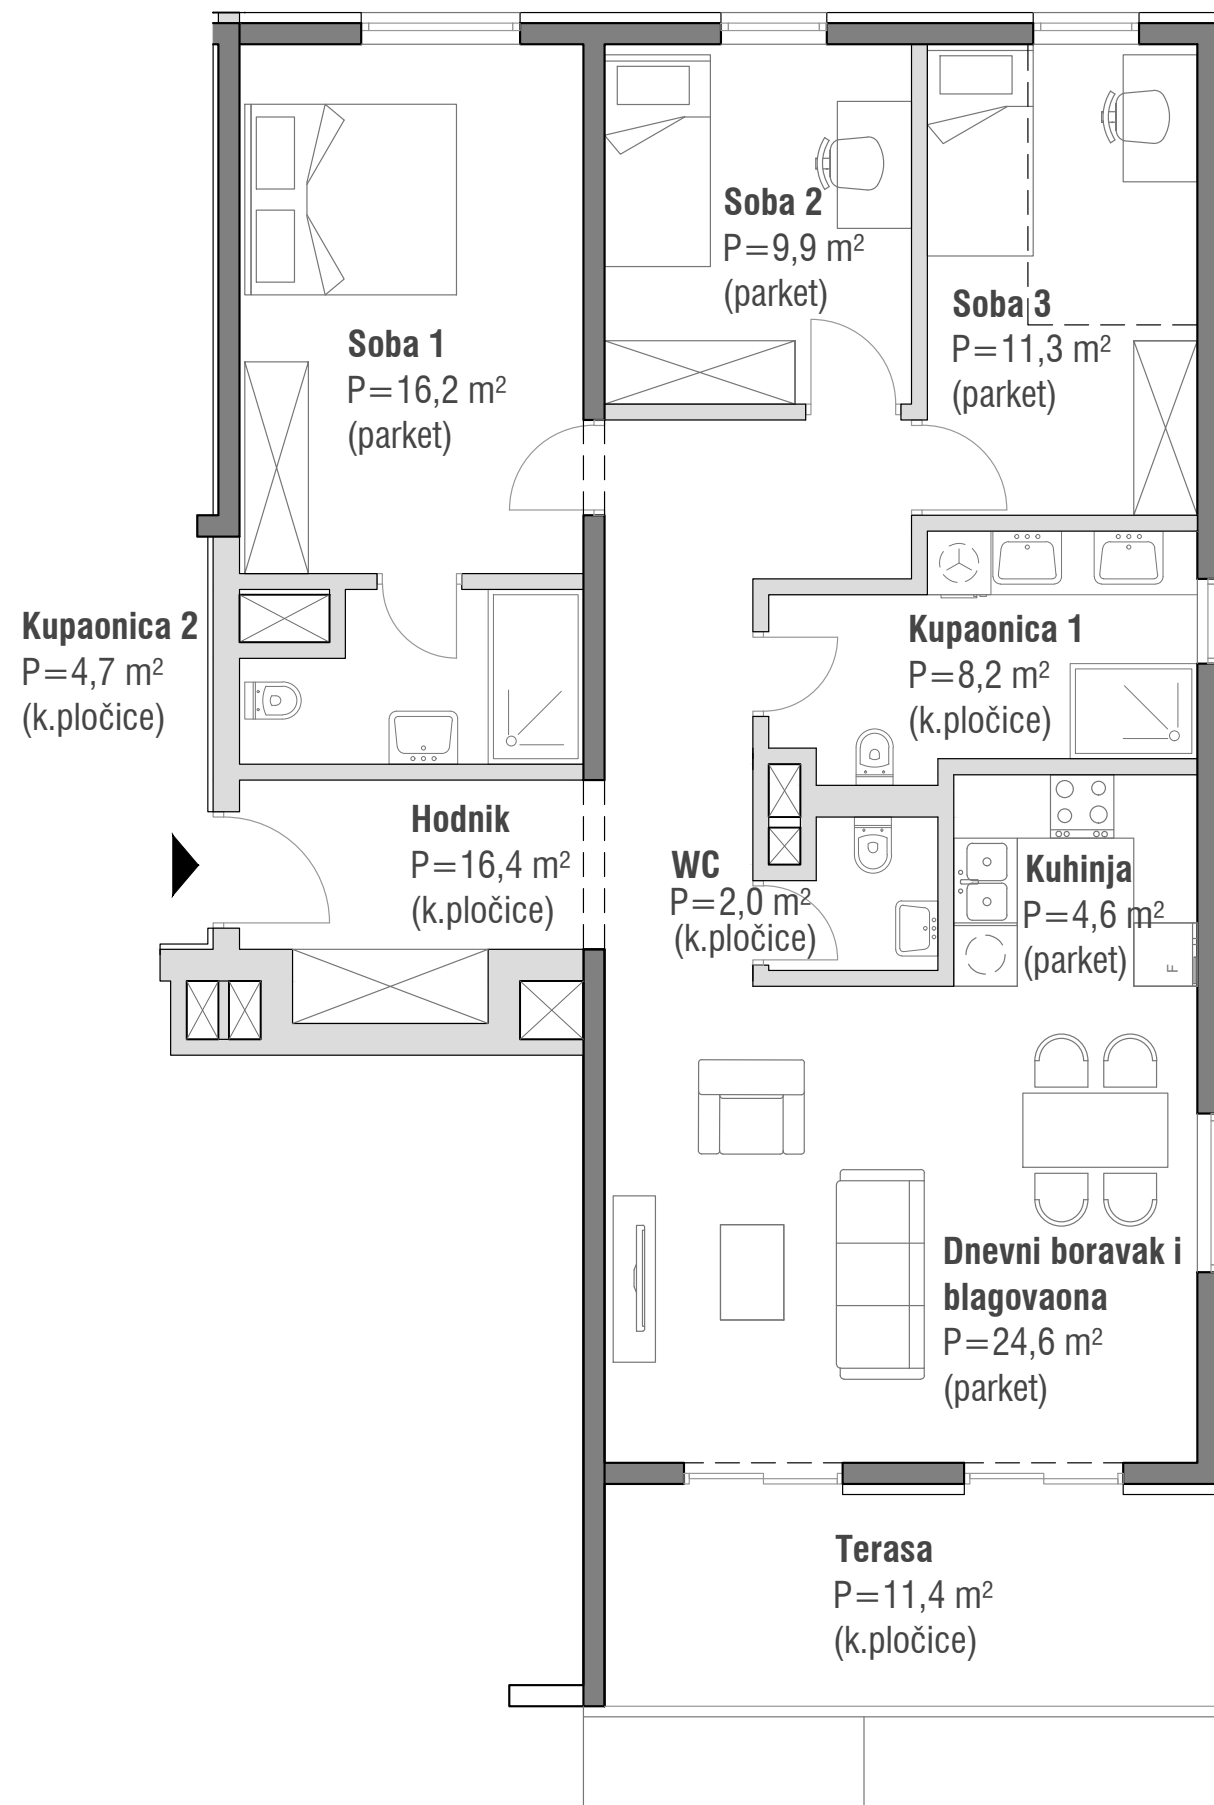 Soba 1
P=16,2 m²
(parket)
Soba 2
P=9,9 m²
(parket)
Soba 3
P=11,3 m²
(parket)
Kupaonica 2
P=4,7 m²
(k.pločice)
Kupaonica 1
P=8,2 m²
(k.pločice)
Hodnik
P=16,4 m²
(k.pločice)
WC
P=2,0 m²
(k.pločice)
Kuhinja
P=4,6 m²
(parket)
F
Dnevni boravak i
blagovaona
P=24,6 m²
(parket)
Terasa
P=11,4 m²
(k.pločice)